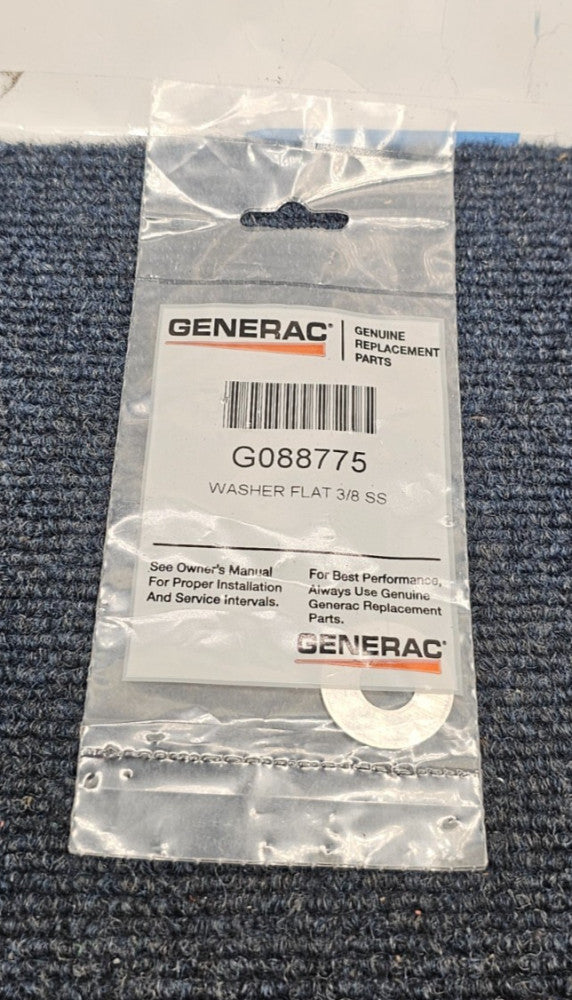 GENERAC®
GENUINE
REPLACEMENT
PARTS
G088775
WASHER FLAT 3/8 SS
See Owner's Manual
For Proper Installation
And Service Intervals.
For Best Performance,
Always Use Genuine
Generac Replacement
Parts.
GENERAC®